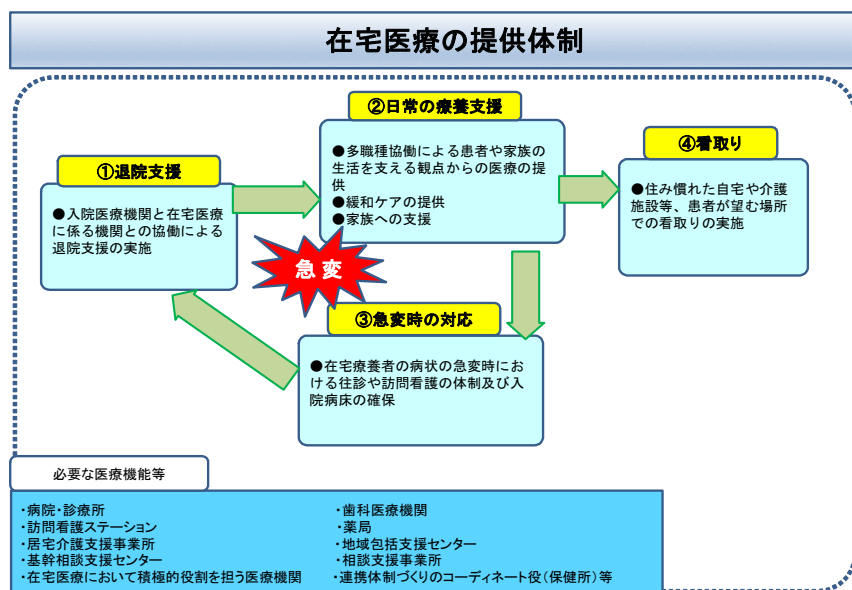 在宅医療の提供体制
①退院支援
●入院医療機関と在宅医療
に係る機関との協働による
退院支援の実施
②日常の療養支援
●多職種協働による患者や家族の
生活を支える観点からの医療の提
供
●緩和ケアの提供
●家族への支援
急 変
③急変時の対応
●在宅療養者の病状の急変時にお
ける往診や訪問看護の体制及び入
院病床の確保
④看取り
●住み慣れた自宅や介護
施設等、患者が望む場所
での看取りの実施
必要な医療機能等
・病院・診療所
・訪問看護ステーション
・居宅介護支援事業所
・基幹相談支援センター
・在宅医療において積極的役割を担う医療機関
・歯科医療機関
・薬局
・地域包括支援センター
・相談支援事業所
・連携体制づくりのコーディネート役(保健所)等